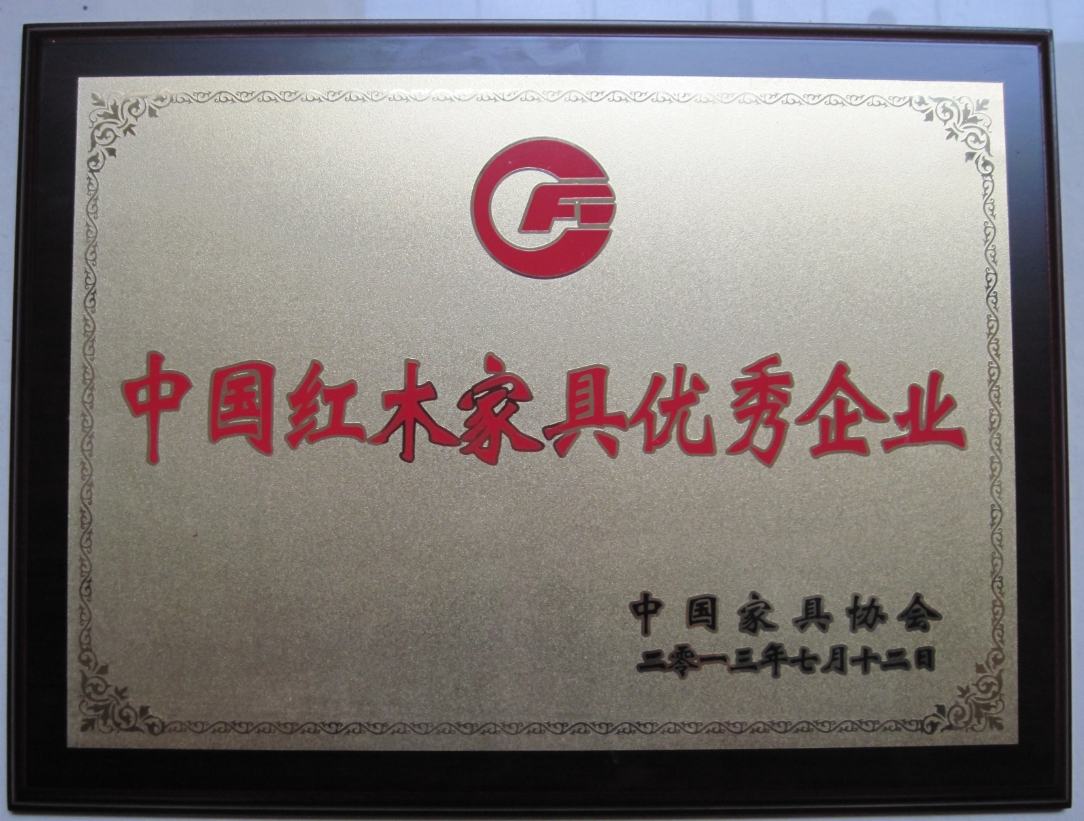 中国红木家具优秀企业
中国家具协会
二零一三年七月十二日